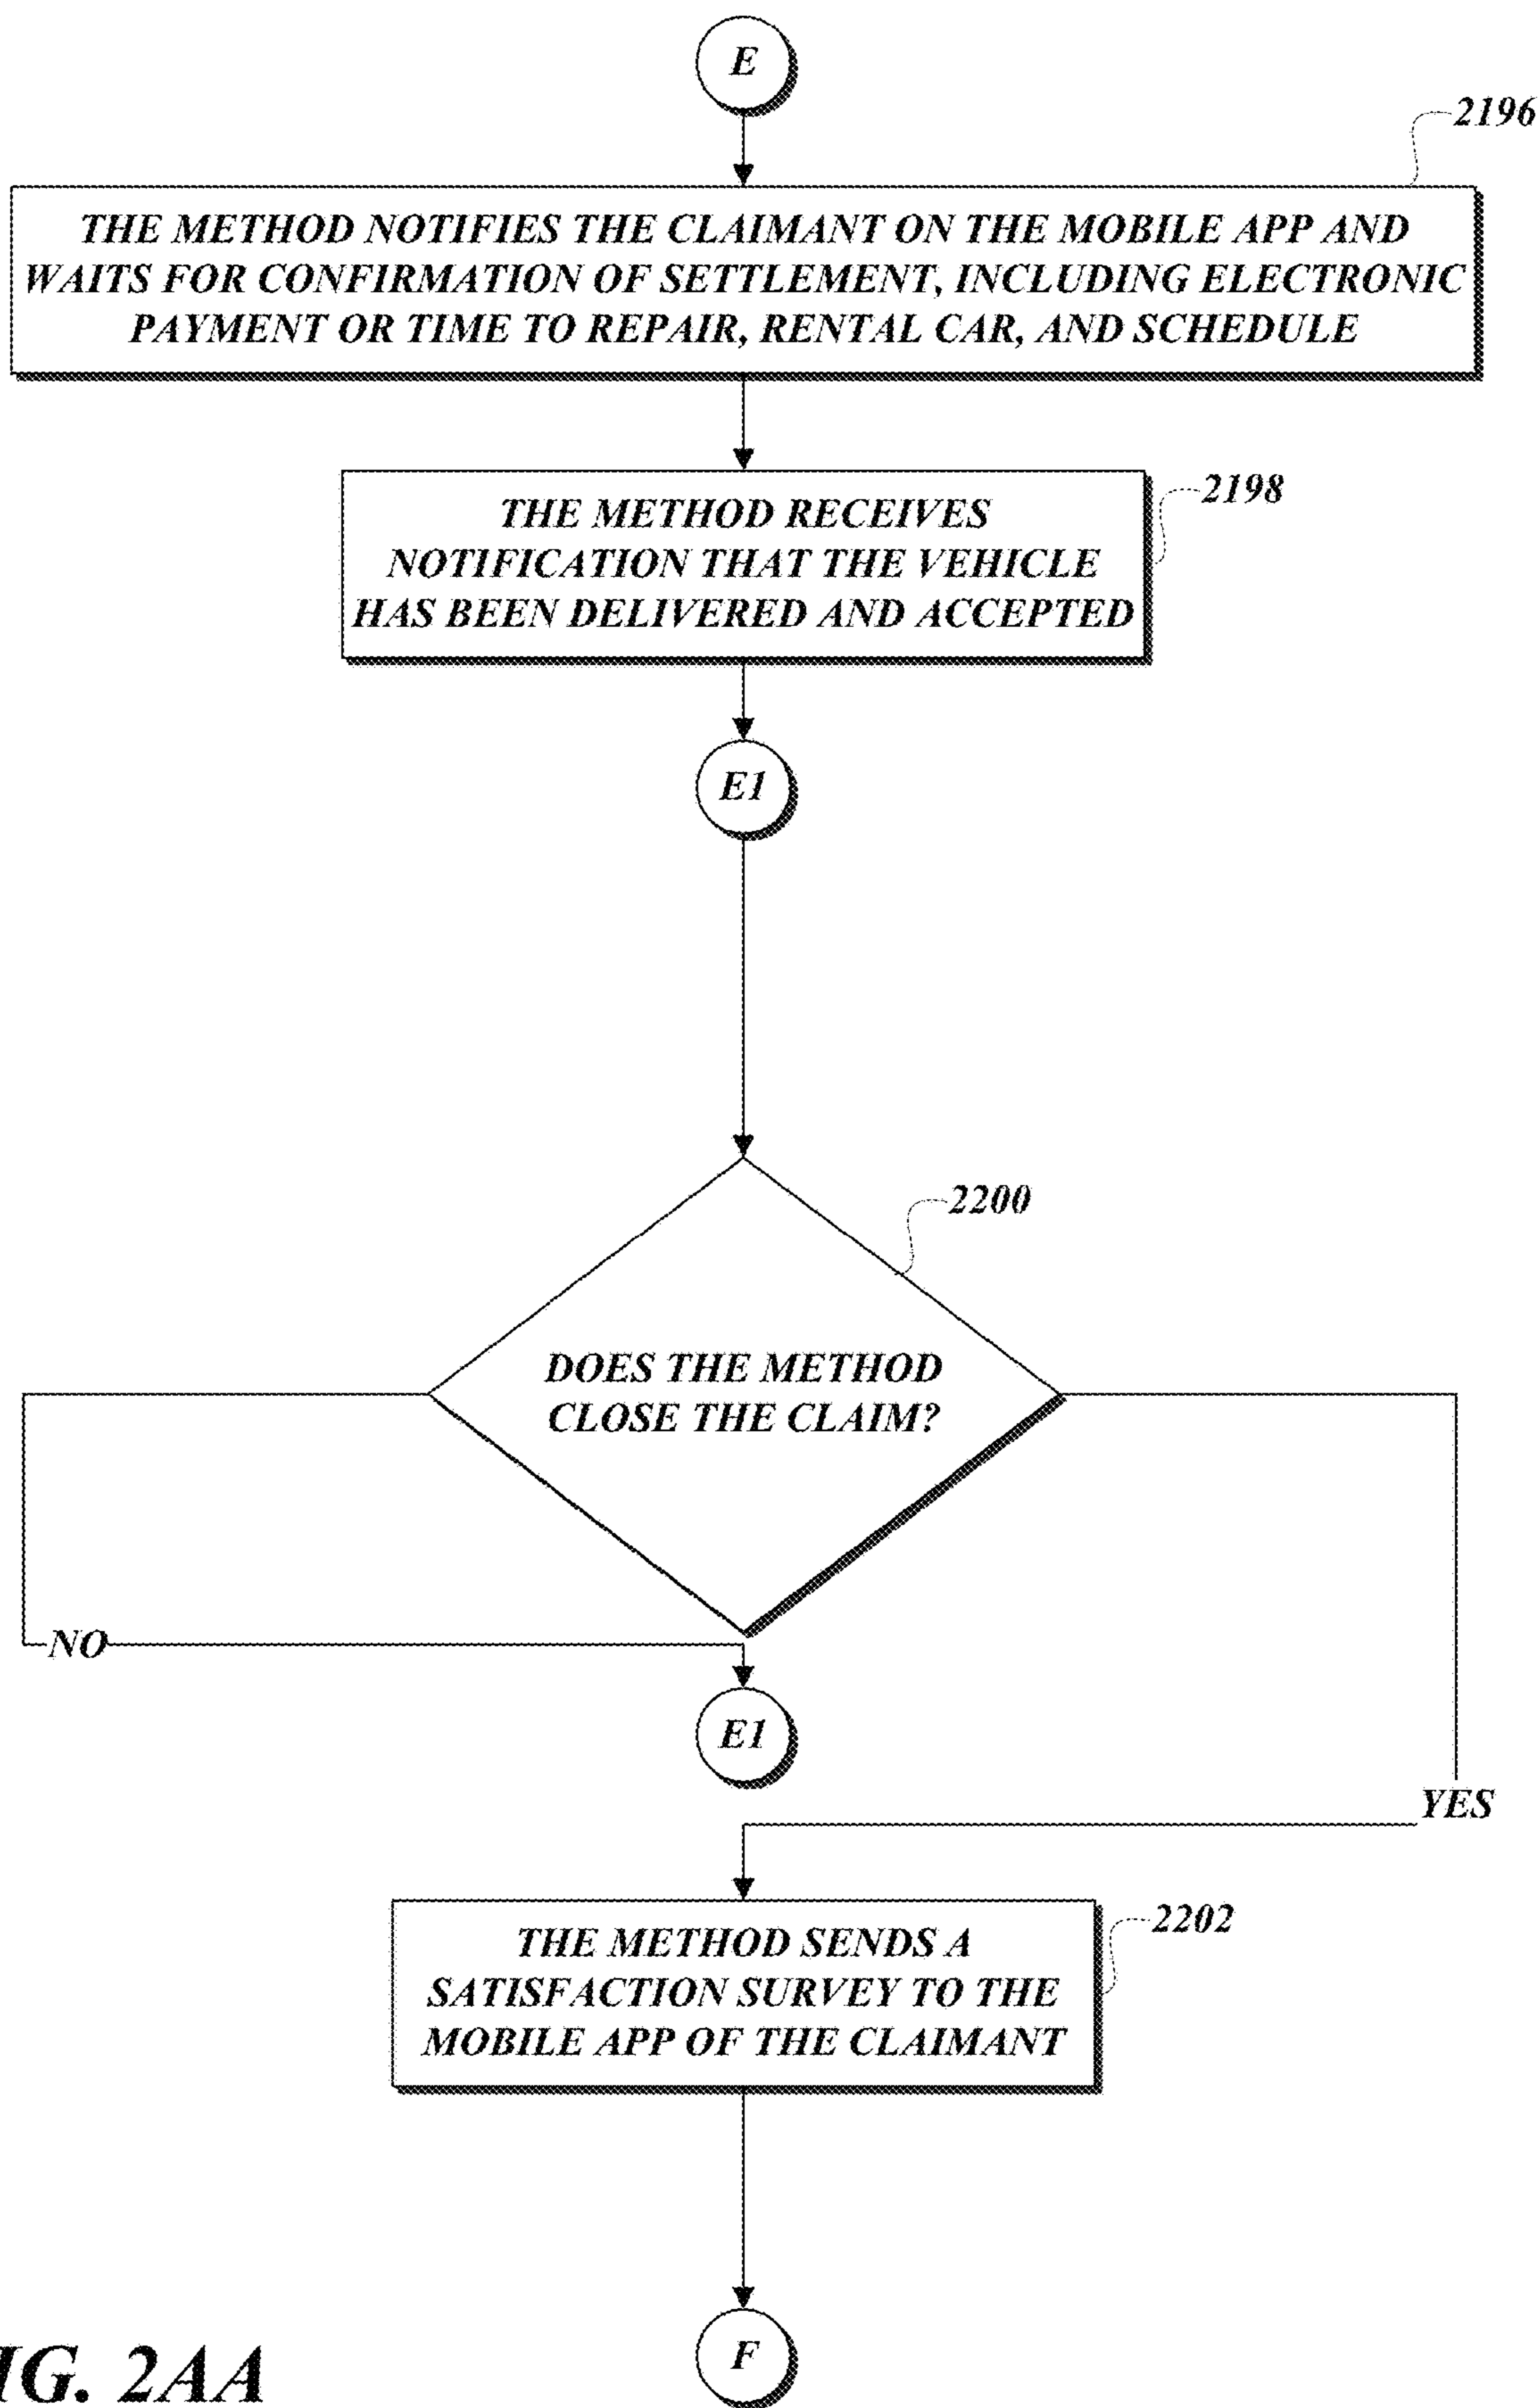 E
2196
THE METHOD NOTIFIES THE CLAIMANT ON THE MOBILE APP AND
WAITS FOR CONFIRMATION OF SETTLEMENT, INCLUDING ELECTRONIC
PAYMENT OR TIME TO REPAIR, RENTAL CAR, AND SCHEDULE
2198
THE METHOD RECEIVES
NOTIFICATION THAT THE VEHICLE
HAS BEEN DELIVERED AND ACCEPTED
E1
2200
DOES THE METHOD
CLOSE THE CLAIM?
NO
E1
YES
2202
THE METHOD SENDS A
SATISFACTION SURVEY TO THE
MOBILE APP OF THE CLAIMANT
F
IG. 2AA